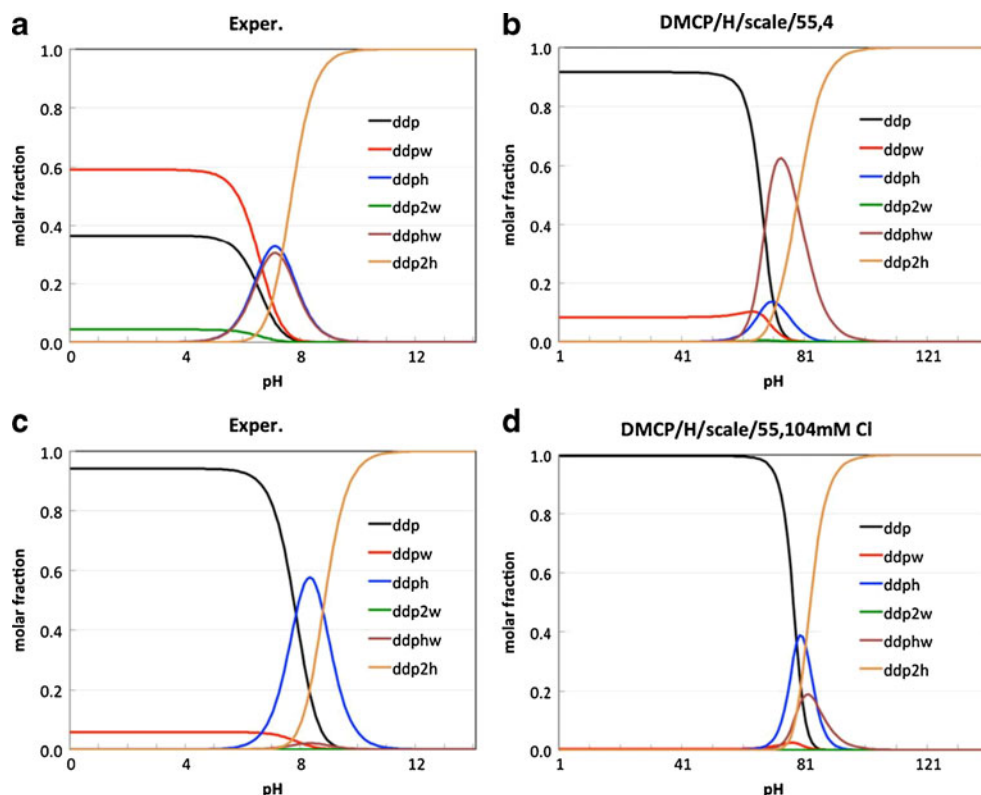 a
Exper.
molar fraction
1.0
0.8
0.6
0.4
0.2
0.0
ddp
ddpw
ddph
ddp2w
ddphw
ddp2h
0 4 8 12
pH
b
DMCP/H/scale/55,4
molar fraction
1.0
0.8
0.6
0.4
0.2
0.0
ddp
ddpw
ddph
ddp2w
ddphw
ddp2h
1 41 81 121
pH
c
Exper.
molar fraction
1.0
0.8
0.6
0.4
0.2
0.0
ddp
ddpw
ddph
ddp2w
ddphw
ddp2h
0 4 8 12
pH
d
DMCP/H/scale/55,104mM Cl
molar fraction
1.0
0.8
0.6
0.4
0.2
0.0
ddp
ddpw
ddph
ddp2w
ddphw
ddp2h
1 41 81 121
pH